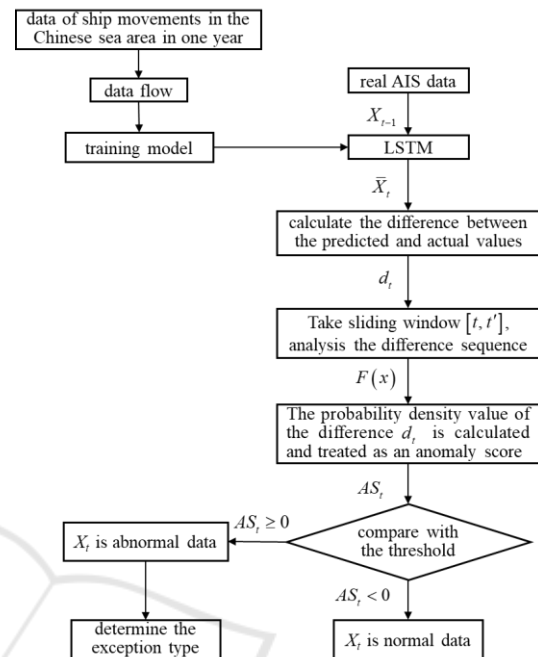 data of ship movements in the
Chinese sea area in one year
data flow
training model
real AIS data
X_{t-1}
LSTM
X̄_t
calculate the difference between
the predicted and actual values
d_t
Take sliding window [t, t′],
analysis the difference sequence
F(x)
The probability density value of
the difference d_t is calculated
and treated as an anomaly score
AS_t
compare with
the threshold
AS_t ≥ 0
X_t is abnormal data
determine the
exception type
AS_t < 0
X_t is normal data